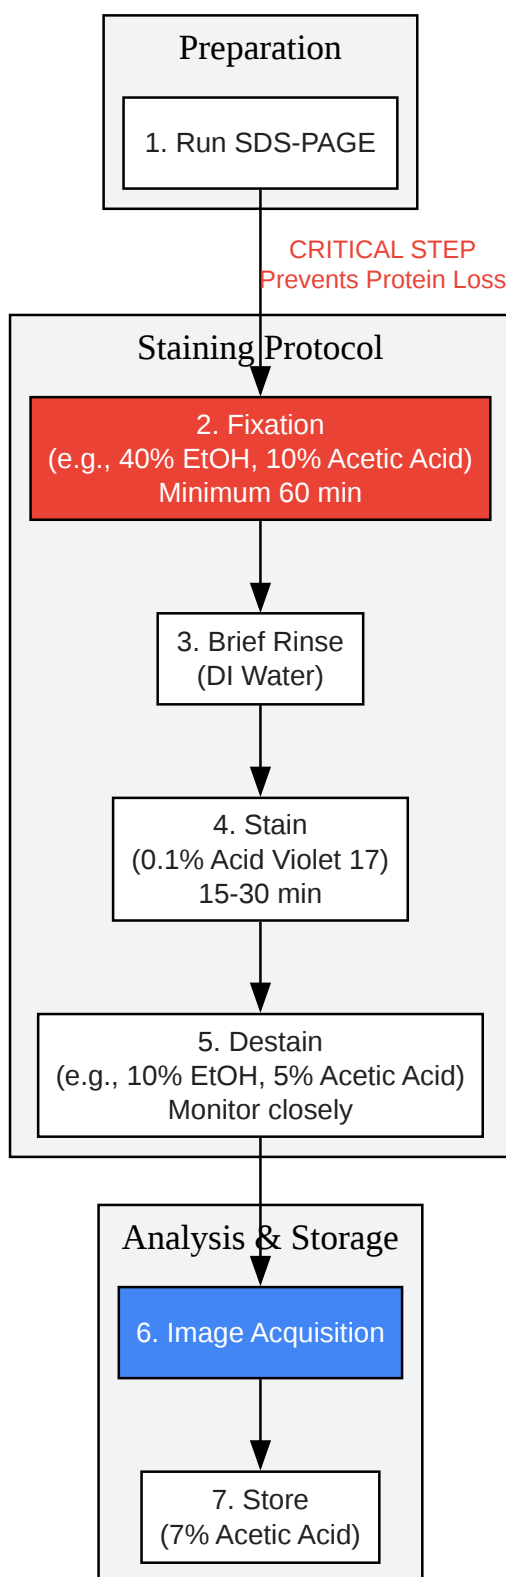 Preparation
1. Run SDS-PAGE
CRITICAL STEP
Prevents Protein Loss
Staining Protocol
2. Fixation
(e.g., 40% EtOH, 10% Acetic Acid)
Minimum 60 min
3. Brief Rinse
(DI Water)
4. Stain
(0.1% Acid Violet 17)
15-30 min
5. Destain
(e.g., 10% EtOH, 5% Acetic Acid)
Monitor closely
Analysis & Storage
6. Image Acquisition
7. Store
(7% Acetic Acid)